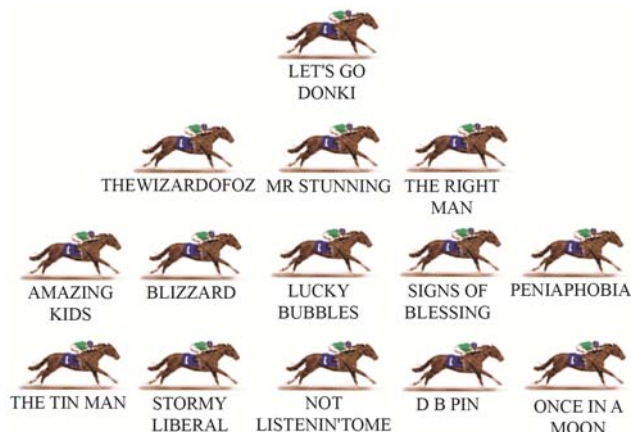 LET'S GO
DONKI
THEWIZARDOFOZ MR STUNNING THE RIGHT
MAN
AMAZING
KIDS
BLIZZARD
LUCKY
BUBBLES
SIGNS OF
BLESSING
PENIAPHOBIA
THE TIN MAN
STORMY
LIBERAL
NOT
LISTENIN'TOME
D B PIN
ONCE IN A
MOON